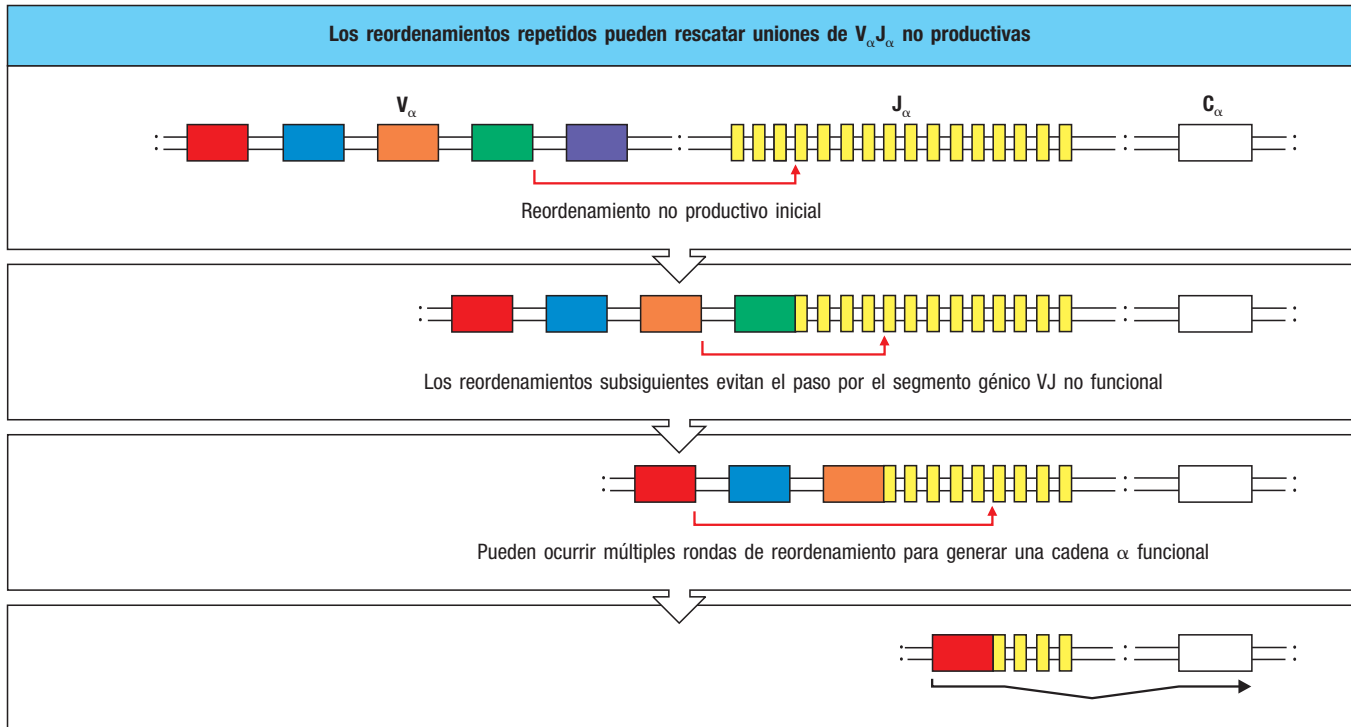 Los reordenamientos repetidos pueden rescatar uniones de VαJα no productivas
Vα Jα Cα
Reordenamiento no productivo inicial
Los reordenamientos subsiguientes evitan el paso por el segmento génico VJ no funcional
Pueden ocurrir múltiples rondas de reordenamiento para generar una cadena α funcional